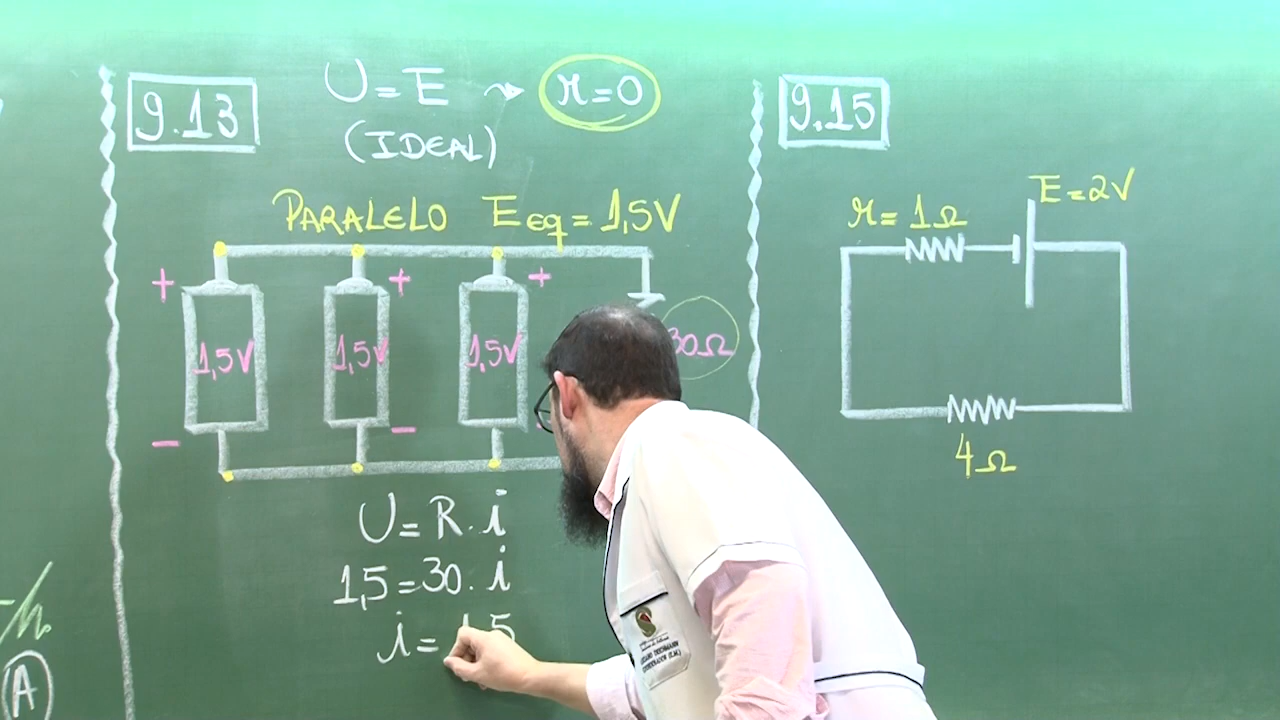 9.13
U = E → r = 0
(IDEAL)
PARALELO Eeq = 1,5V
+ + +
1,5V 1,5V 1,5V 30Ω
- -
U = R . i
1,5 = 30 . i
i = 1,5
A
9.15
r = 1Ω
E = 2V
4Ω